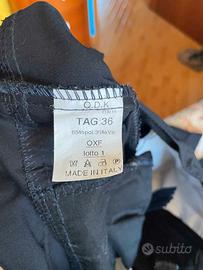 O.D.K
TAG 36
OXF
lotto 1
MADE IN ITALY
subito